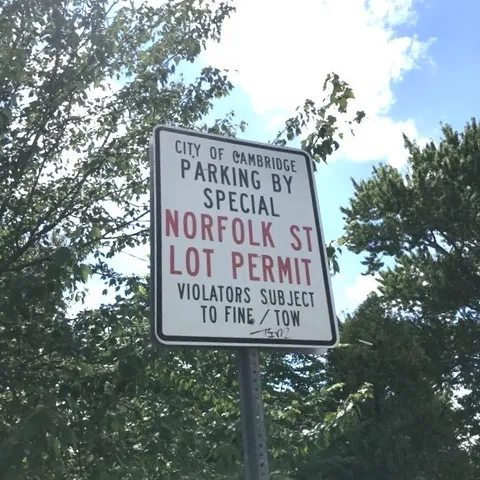 CITY OF CAMBRIDGE
PARKING BY
SPECIAL
NORFOLK ST
LOT PERMIT
VIOLATORS SUBJECT
TO FINE / TOW